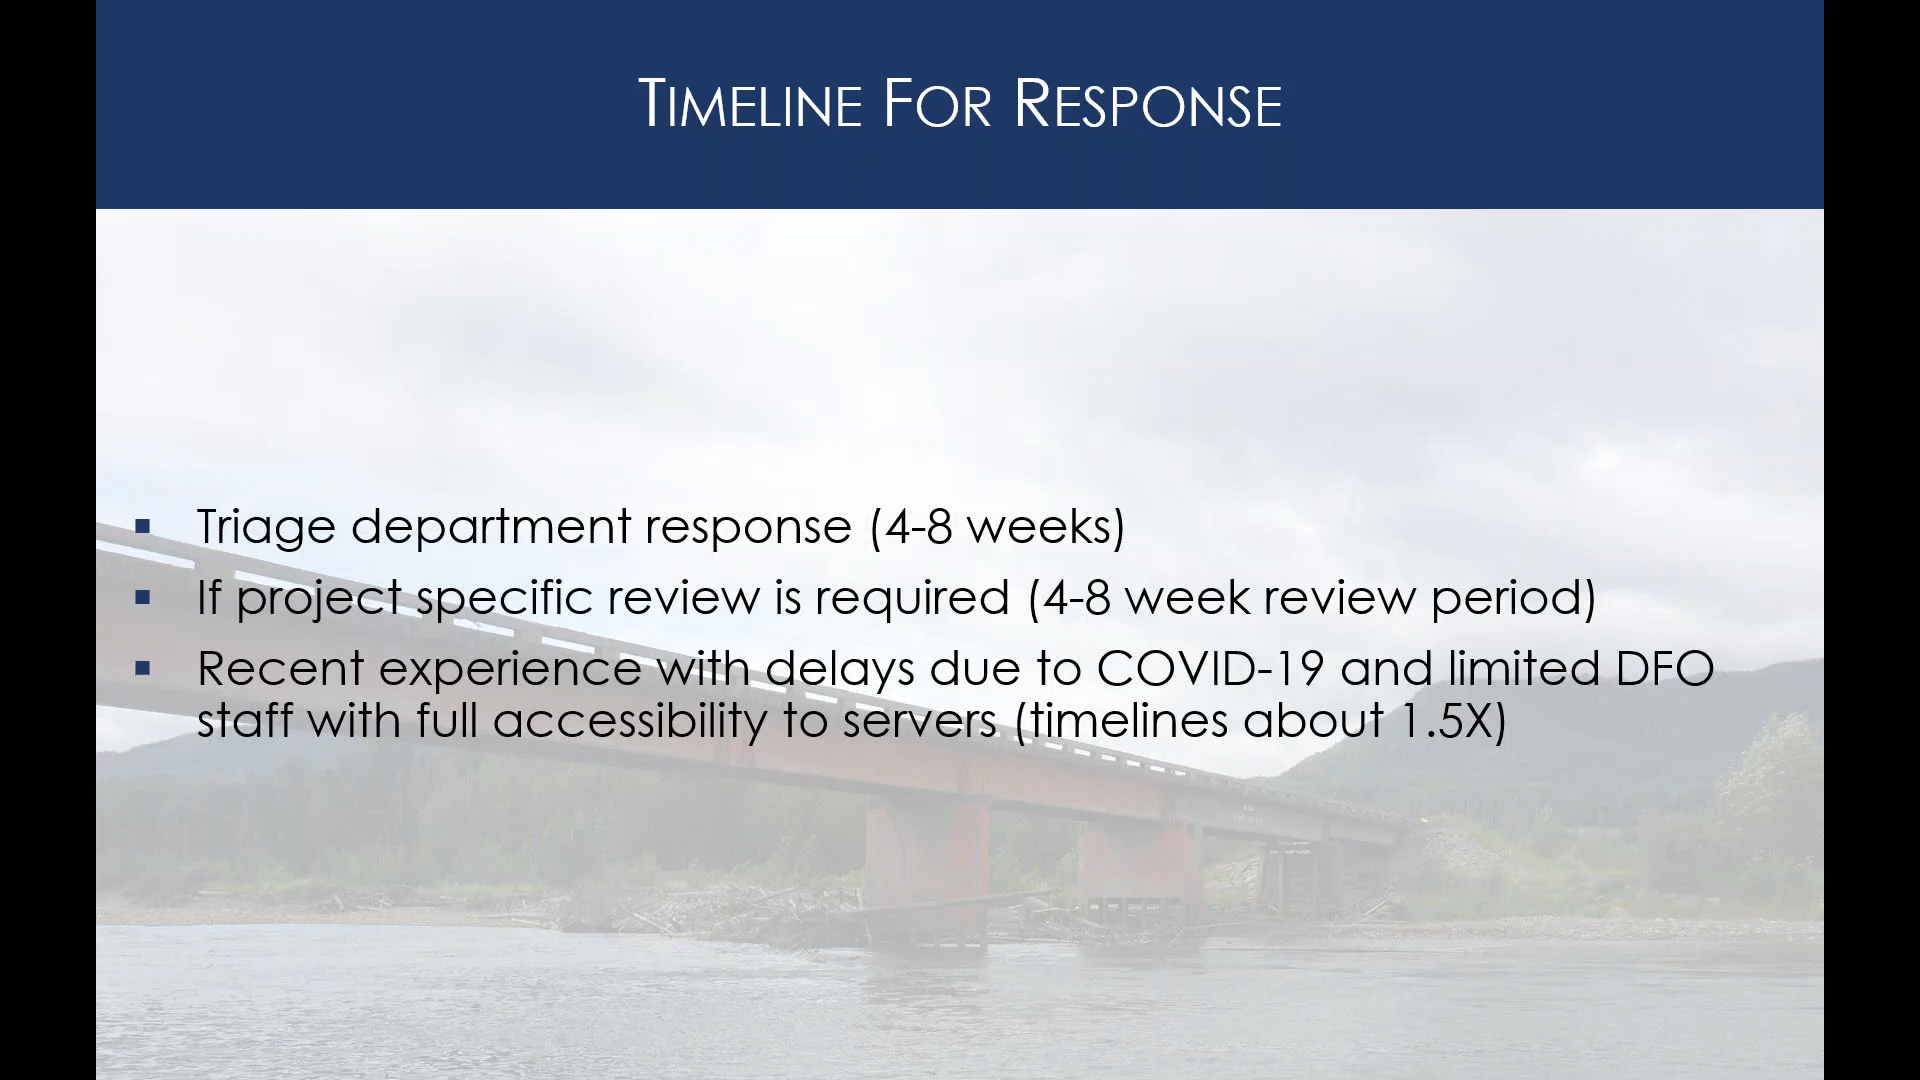 TIMELINE FOR RESPONSE
▪ Triage department response (4-8 weeks)
▪ If project specific review is required (4-8 week review period)
▪ Recent experience with delays due to COVID-19 and limited DFO
staff with full accessibility to servers (timelines about 1.5X)